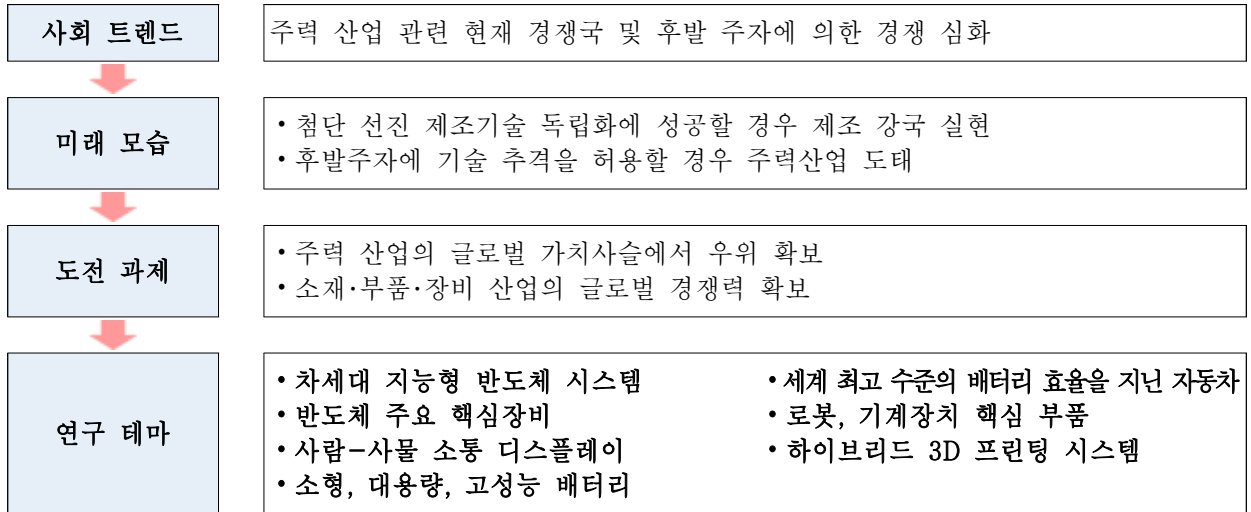 사회 트렌드
주력 산업 관련 현재 경쟁국 및 후발 주자에 의한 경쟁 심화
미래 모습
• 첨단 선진 제조기술 독립화에 성공할 경우 제조 강국 실현
• 후발주자에 기술 추격을 허용할 경우 주력산업 도태
도전 과제
• 주력 산업의 글로벌 가치사슬에서 우위 확보
• 소재·부품·장비 산업의 글로벌 경쟁력 확보
연구 테마
• 차세대 지능형 반도체 시스템
• 반도체 주요 핵심장비
• 사람-사물 소통 디스플레이
• 소형, 대용량, 고성능 배터리
• 세계 최고 수준의 배터리 효율을 지닌 자동차
• 로봇, 기계장치 핵심 부품
• 하이브리드 3D 프린팅 시스템